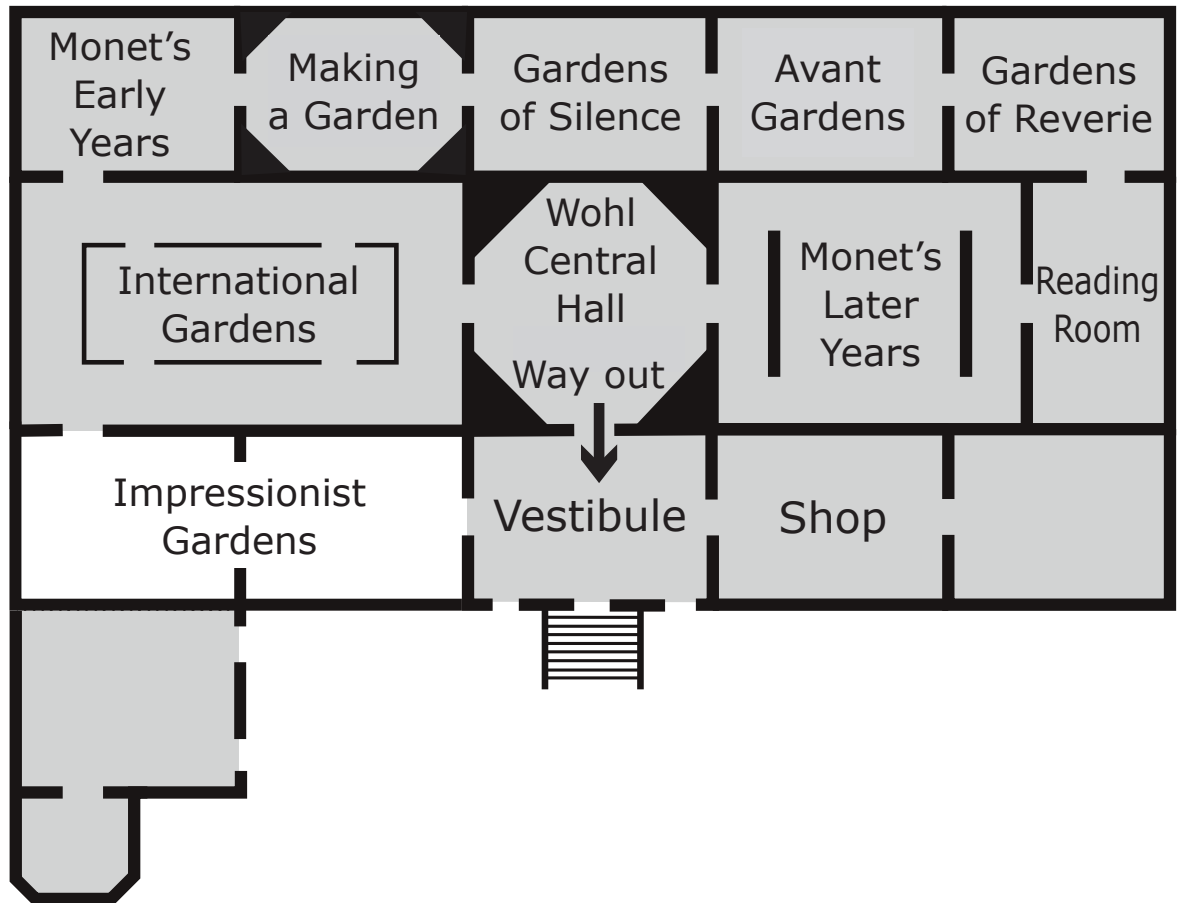 Monet’s
Early
Years
Making
a Garden
Gardens
of Silence
Avant
Gardens
Gardens
of Reverie
International
Gardens
Wohl
Central
Hall
Way out
Monet’s
Later
Years
Reading
Room
Impressionist
Gardens
Vestibule
Shop